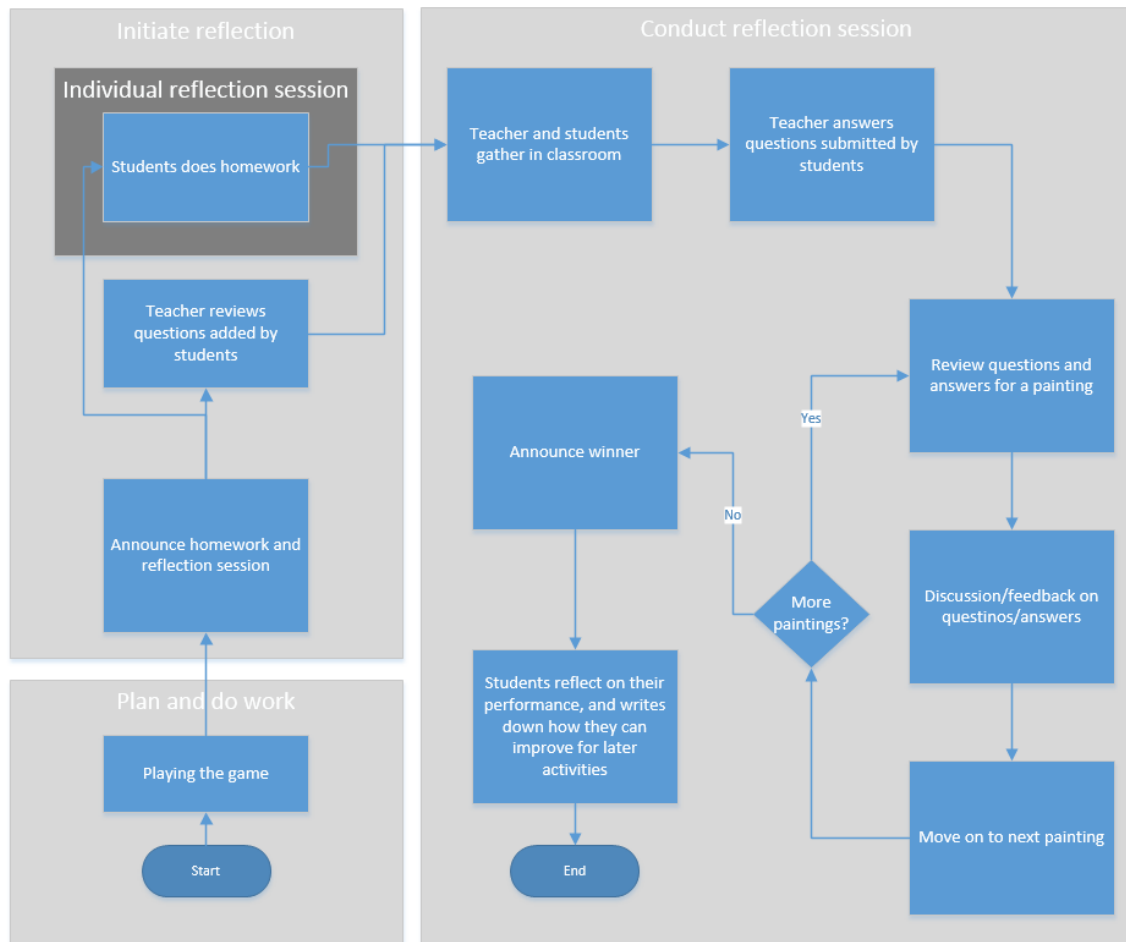 Initiate reflection
Individual reflection session
Students does homework
Teacher reviews
questions added by
students
Announce homework and
reflection session
Plan and do work
Playing the game
Start
Conduct reflection session
Teacher and students
gather in classroom
Teacher answers
questions submitted by
students
Review questions and
answers for a painting
Yes
Announce winner
No
More
paintings?
Discussion/feedback on
questinos/answers
Students reflect on their
performance, and writes
down how they can
improve for later
activities
Move on to next painting
End